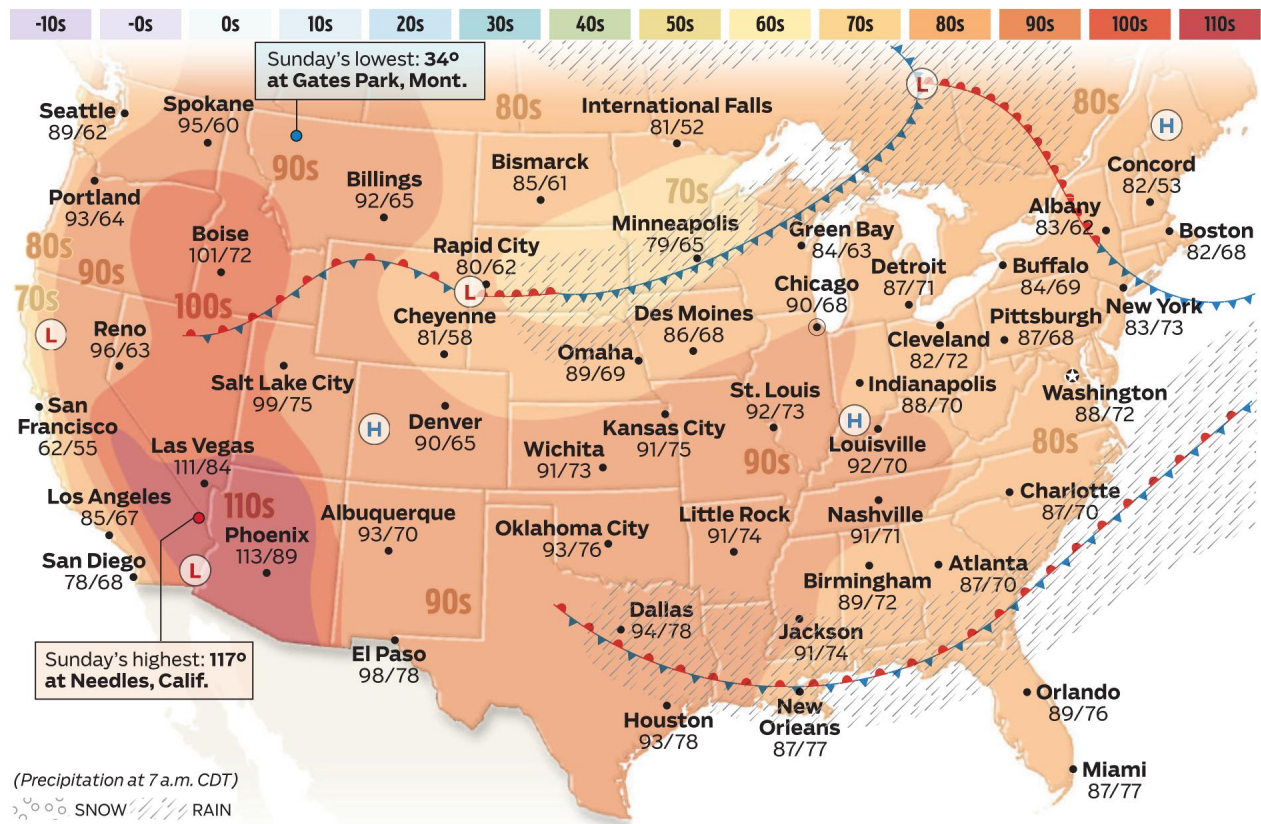 -10s -0s 0s 10s 20s 30s 40s 50s 60s 70s 80s 90s 100s 110s
Sunday's lowest: 34°
at Gates Park, Mont.
Seattle
89/62
Spokane
95/60
80s
International Falls
81/52
80s
L
H
90s
Billings
92/65
Bismarck
85/61
70s
Concord
82/53
Portland
93/64
Boise
101/72
Rapid City
80/62
Minneapolis
79/65
Green Bay
84/63
Albany
83/62
Boston
82/68
80s
90s
70s
100s
L
L
Reno
96/63
Cheyenne
81/58
Des Moines
86/68
Chicago
90/68
Detroit
87/71
Buffalo
84/69
New York
83/73
Pittsburgh
87/68
Cleveland
82/72
Salt Lake City
99/75
Omaha
89/69
St. Louis
92/73
Indianapolis
88/70
Washington
88/72
San
Francisco
62/55
Denver
90/65
H
Kansas City
91/75
H
Louisville
92/70
80s
Las Vegas
111/84
Wichita
91/73
90s
Los Angeles
85/67
110s
Phoenix
113/89
Albuquerque
93/70
Oklahoma City
93/76
Little Rock
91/74
Nashville
91/71
Charlotte
87/70
San Diego
78/68
L
90s
Birmingham
89/72
Atlanta
87/70
Dallas
94/78
Jackson
91/74
Sunday's highest: 117°
at Needles, Calif.
El Paso
98/78
Houston
93/78
New
Orleans
87/77
Orlando
89/76
Miami
87/77
(Precipitation at 7 a.m. CDT)
SNOW RAIN